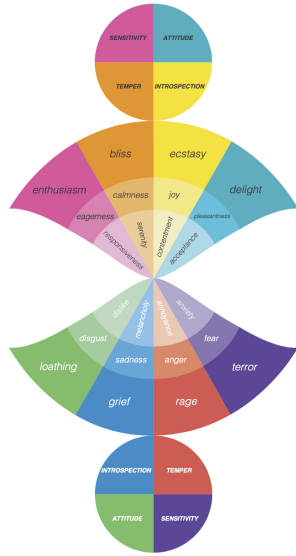 SENSITIVITY ATTITUDE
TEMPER INTROSPECTION
bliss ecstasy
enthusiasm delight
calmness joy
eagerness pleasantness
responsiveness serenity contentment acceptance
dislike melancholy annoyance anxiety
disgust fear
sadness anger
loathing terror
grief rage
INTROSPECTION TEMPER
ATTITUDE SENSITIVITY